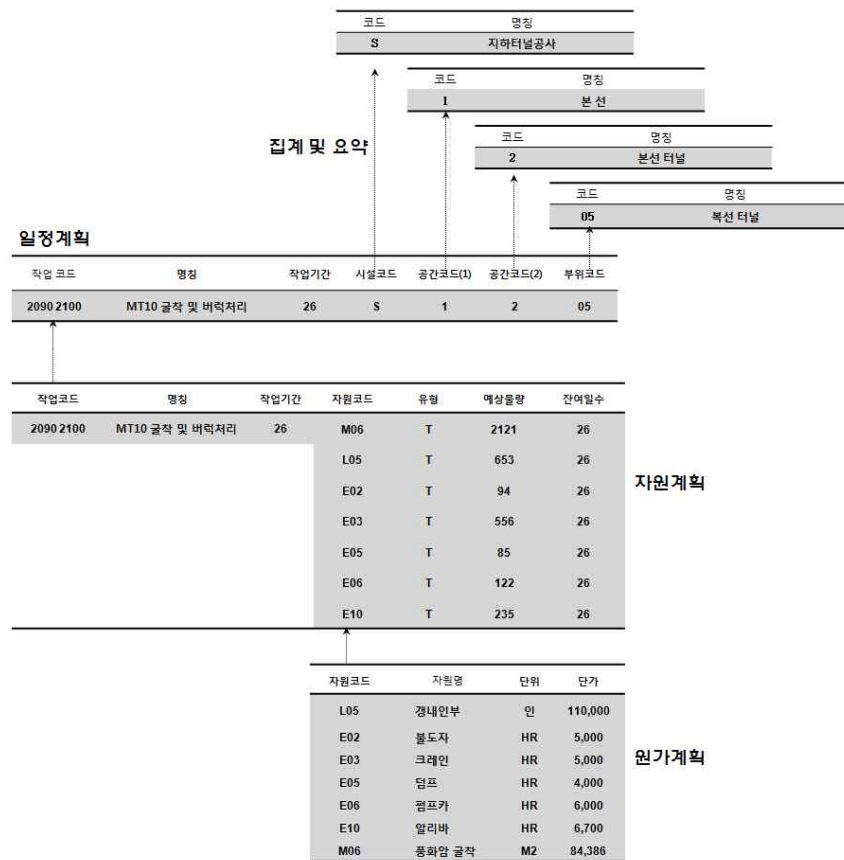 코드 명칭
S 지하터널공사
코드 명칭
1 본 선
코드 명칭
2 본선 터널
코드 명칭
05 복선 터널
집계 및 요약
일정계획
작업 코드 명칭 작업기간 시설코드 공간코드(1) 공간코드(2) 부위코드
2090 2100 MT10 굴착 및 버럭처리 26 S 1 2 05
작업코드 명칭 작업기간 자원코드 유형 예상물량 잔여일수
2090 2100 MT10 굴착 및 버럭처리 26 M06 T 2121 26
L05 T 653 26
E02 T 94 26
E03 T 556 26
E05 T 85 26
E06 T 122 26
E10 T 235 26
자원계획
자원코드 자원명 단위 단가
L05 갱내인부 인 110,000
E02 불도자 HR 5,000
E03 크레인 HR 5,000
E05 덤프 HR 4,000
E06 펌프카 HR 6,000
E10 알리바 HR 6,700
M06 풍화암 굴착 M2 84,386
원가계획